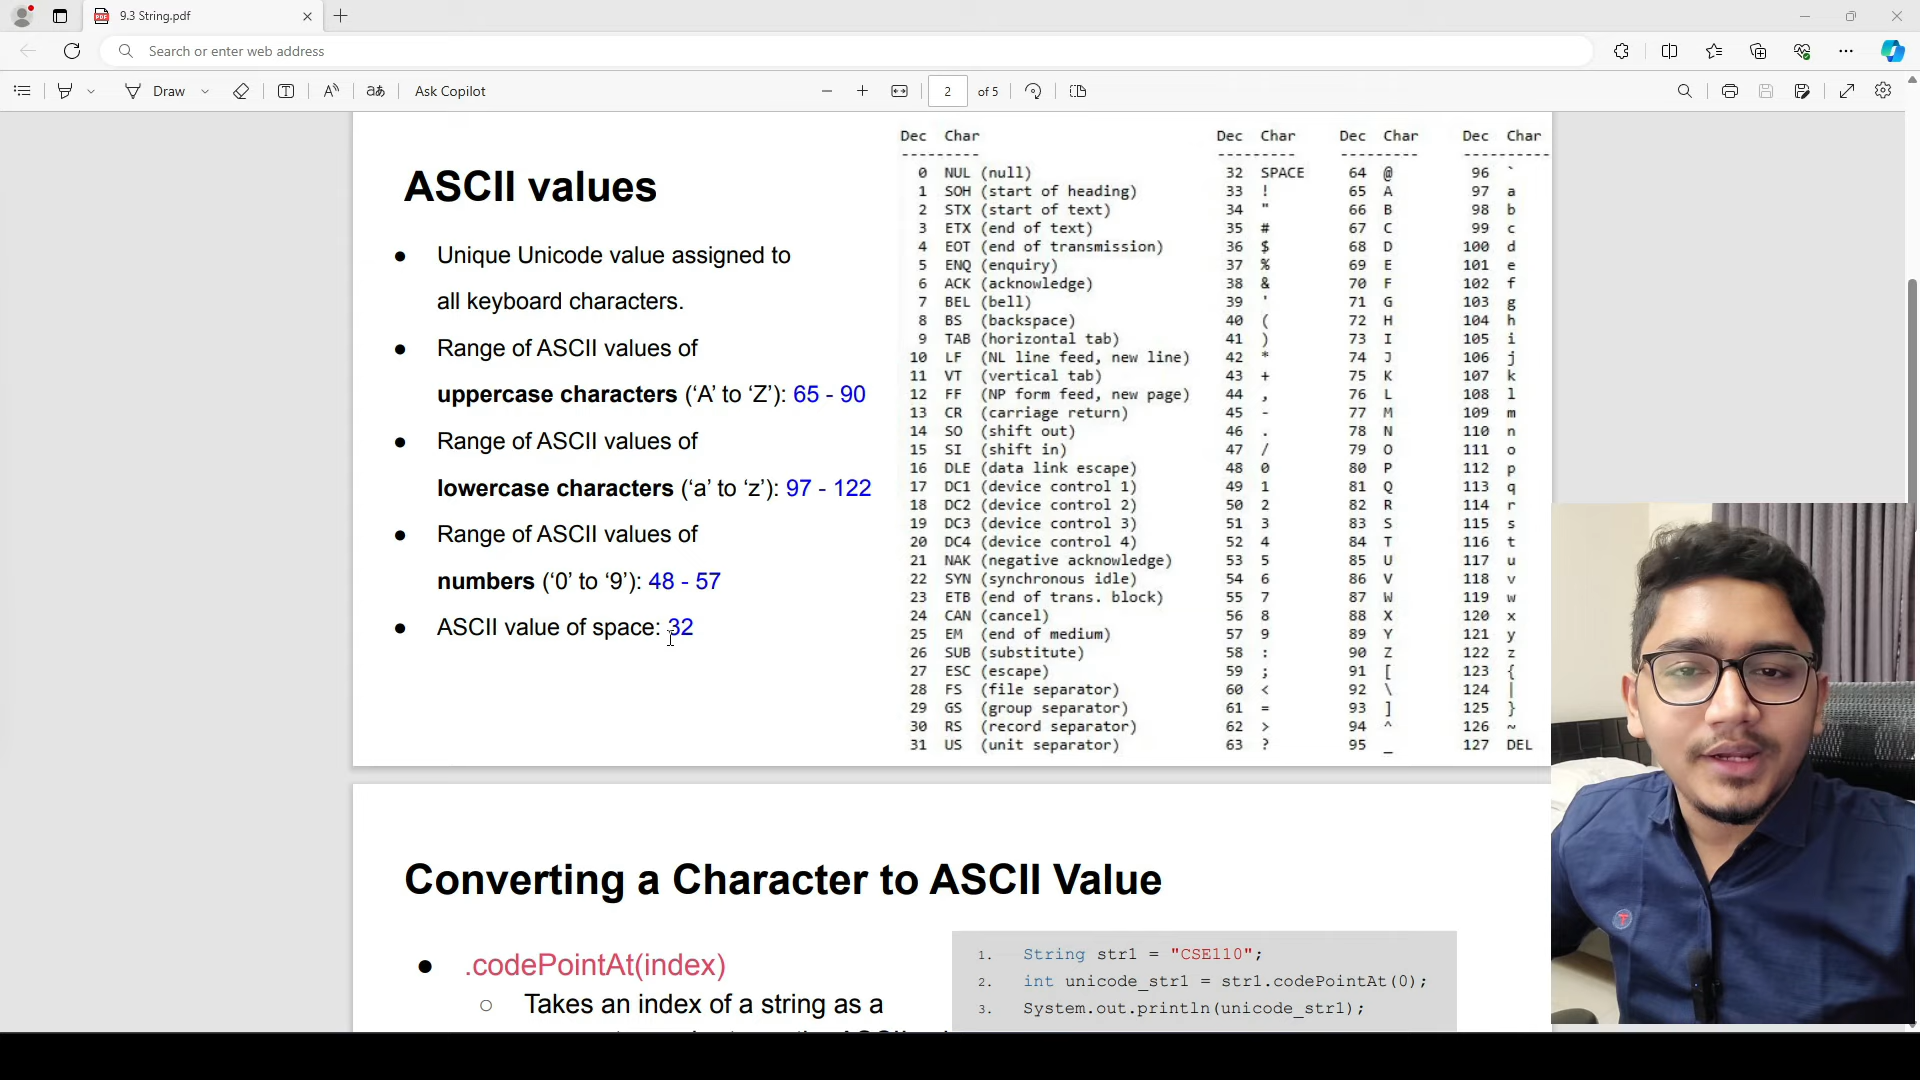 9.3 String.pdf
Search or enter web address
Draw
Ask Copilot
2
of 5
ASCII values
● Unique Unicode value assigned to
all keyboard characters.
● Range of ASCII values of
uppercase characters (‘A’ to ‘Z’): 65 - 90
● Range of ASCII values of
lowercase characters (‘a’ to ‘z’): 97 - 122
● Range of ASCII values of
numbers (‘0’ to ‘9’): 48 - 57
● ASCII value of space: 32
Dec Char
---------
0 NUL (null)
1 SOH (start of heading)
2 STX (start of text)
3 ETX (end of text)
4 EOT (end of transmission)
5 ENQ (enquiry)
6 ACK (acknowledge)
7 BEL (bell)
8 BS (backspace)
9 TAB (horizontal tab)
10 LF (NL line feed, new line)
11 VT (vertical tab)
12 FF (NP form feed, new page)
13 CR (carriage return)
14 SO (shift out)
15 SI (shift in)
16 DLE (data link escape)
17 DC1 (device control 1)
18 DC2 (device control 2)
19 DC3 (device control 3)
20 DC4 (device control 4)
21 NAK (negative acknowledge)
22 SYN (synchronous idle)
23 ETB (end of trans. block)
24 CAN (cancel)
25 EM (end of medium)
26 SUB (substitute)
27 ESC (escape)
28 FS (file separator)
29 GS (group separator)
30 RS (record separator)
31 US (unit separator)
Dec Char
---------
32 SPACE
33 !
34 "
35 #
36 $
37 %
38 &
39 '
40 (
41 )
42 *
43 +
44 ,
45 -
46 .
47 /
48 0
49 1
50 2
51 3
52 4
53 5
54 6
55 7
56 8
57 9
58 :
59 ;
60 <
61 =
62 >
63 ?
Dec Char
---------
64 @
65 A
66 B
67 C
68 D
69 E
70 F
71 G
72 H
73 I
74 J
75 K
76 L
77 M
78 N
79 O
80 P
81 Q
82 R
83 S
84 T
85 U
86 V
87 W
88 X
89 Y
90 Z
91 [
92 \
93 ]
94 ^
95 _
Dec Char
----------
96 `
97 a
98 b
99 c
100 d
101 e
102 f
103 g
104 h
105 i
106 j
107 k
108 l
109 m
110 n
111 o
112 p
113 q
114 r
115 s
116 t
117 u
118 v
119 w
120 x
121 y
122 z
123 {
124 |
125 }
126 ~
127 DEL
Converting a Character to ASCII Value
● .codePointAt(index)
○ Takes an index of a string as a
1. String str1 = "CSE110";
2. int unicode_str1 = str1.codePointAt(0);
3. System.out.println(unicode_str1);